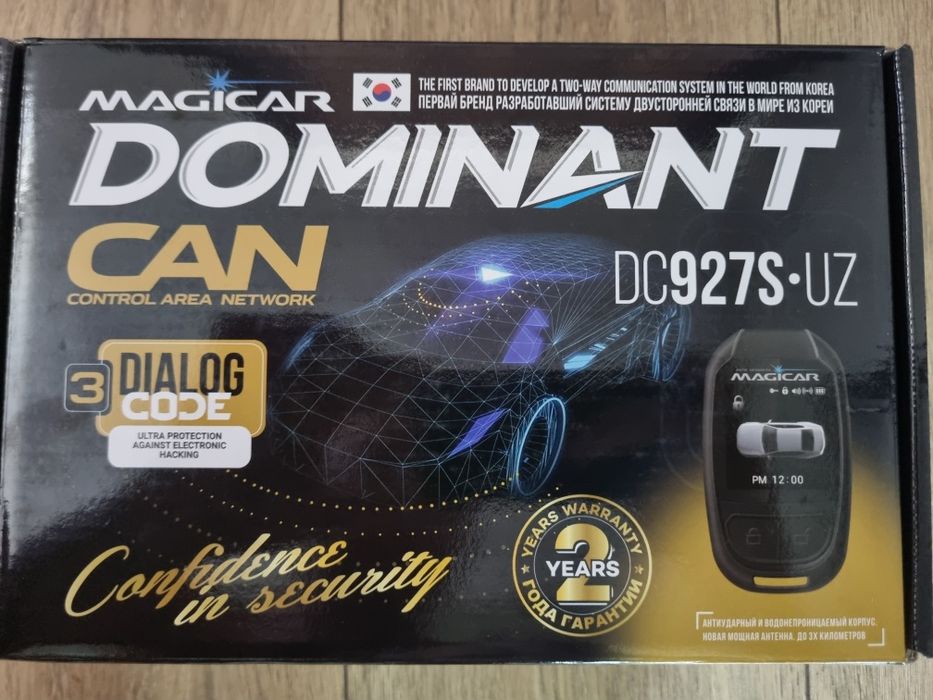 MAGICAR
THE FIRST BRAND TO DEVELOP A TWO-WAY COMMUNICATION SYSTEM IN THE WORLD FROM KOREA
ПЕРВАЙ БРЕНД РАЗРАБОТАВШИЙ СИСТЕМУ ДВУСТОРОННЕЙ СВЯЗИ В МИРЕ ИЗ КОРЕИ
DOMINANT
CAN
CONTROL AREA NETWORK
DC927S·UZ
3 DIALOG
CODE
ULTRA PROTECTION
AGAINST ELECTRONIC
HACKING
MAGICAR
PM 12:00
Confidence
in security
YEARS WARRANTY
2
YEARS
ГОДА ГАРАНТИИ
АНТИУДАРНЫЙ И ВОДОНЕПРОНИЦАЕМЫЙ КОРПУС.
НОВАЯ МОЩНАЯ АНТЕННА. ДО 3Х КИЛОМЕТРОВ